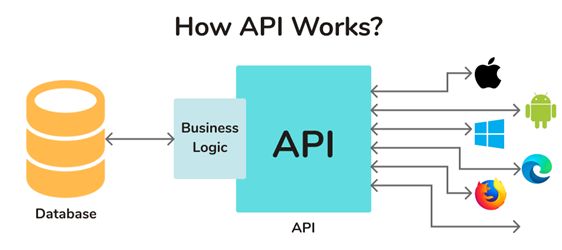 How API Works?
Business
Logic
API
Database
API